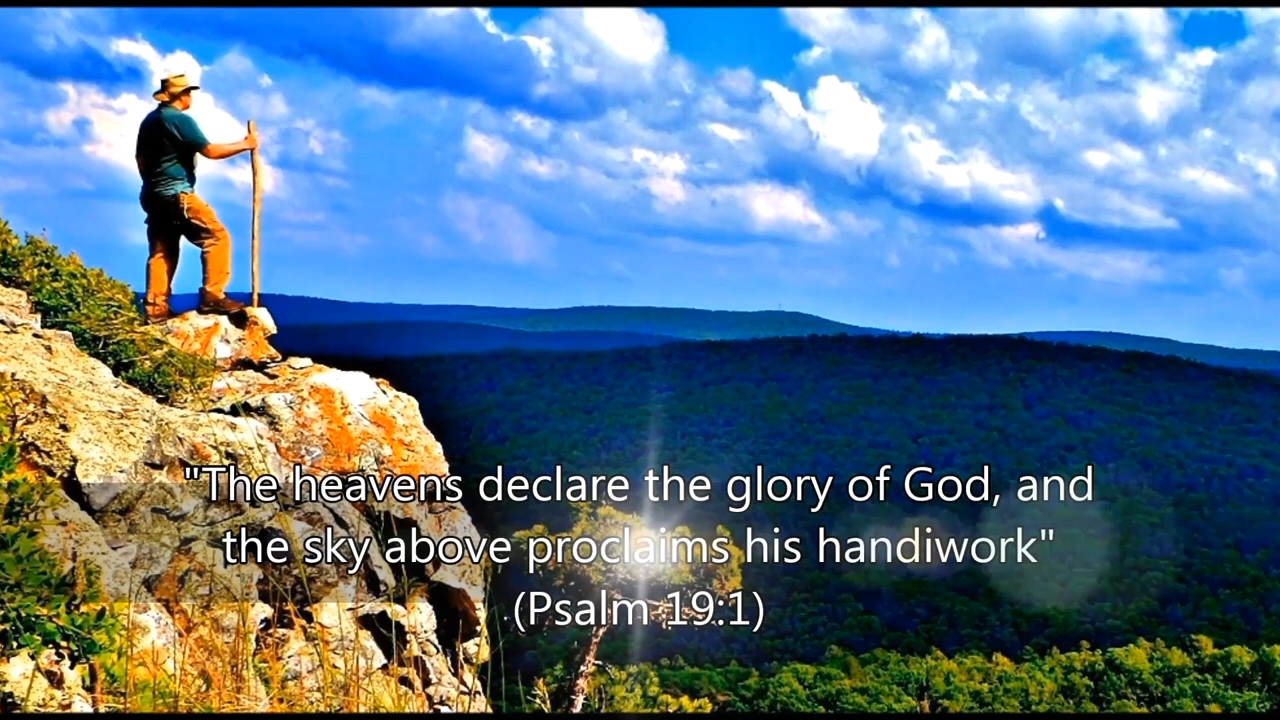 "The heavens declare the glory of God, and
the sky above proclaims his handiwork"
(Psalm 19:1)